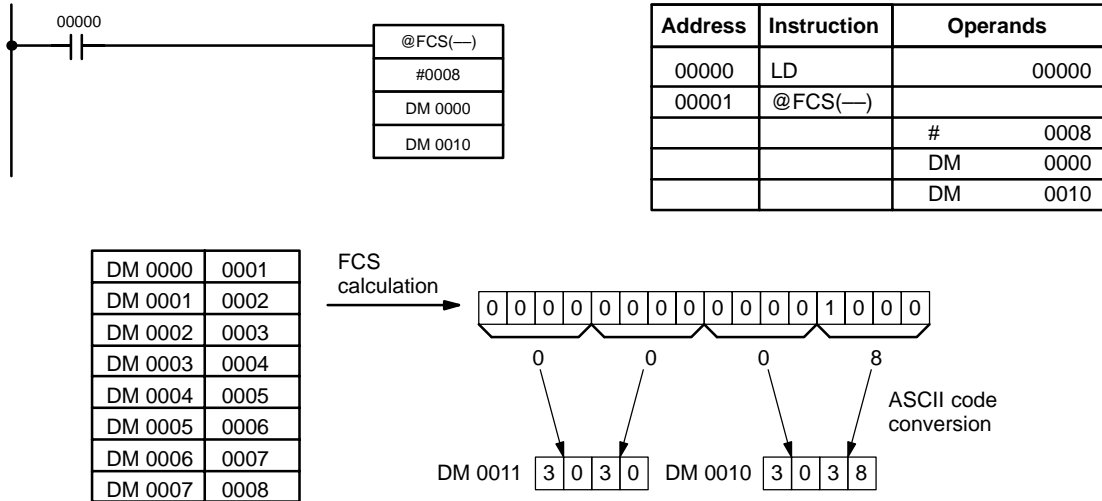 00000
@FCS(––)
#0008
DM 0000
DM 0010
Address Instruction Operands
00000 LD 00000
00001 @FCS(––)
# 0008
DM 0000
DM 0010
DM 0000 0001
DM 0001 0002
DM 0002 0003
DM 0003 0004
DM 0004 0005
DM 0005 0006
DM 0006 0007
DM 0007 0008
FCS
calculation
0 0 0 0 0 0 0 0 0 0 0 0 1 0 0 0
0 0 0 8
ASCII code
conversion
DM 0011 3 0 3 0 DM 0010 3 0 3 8